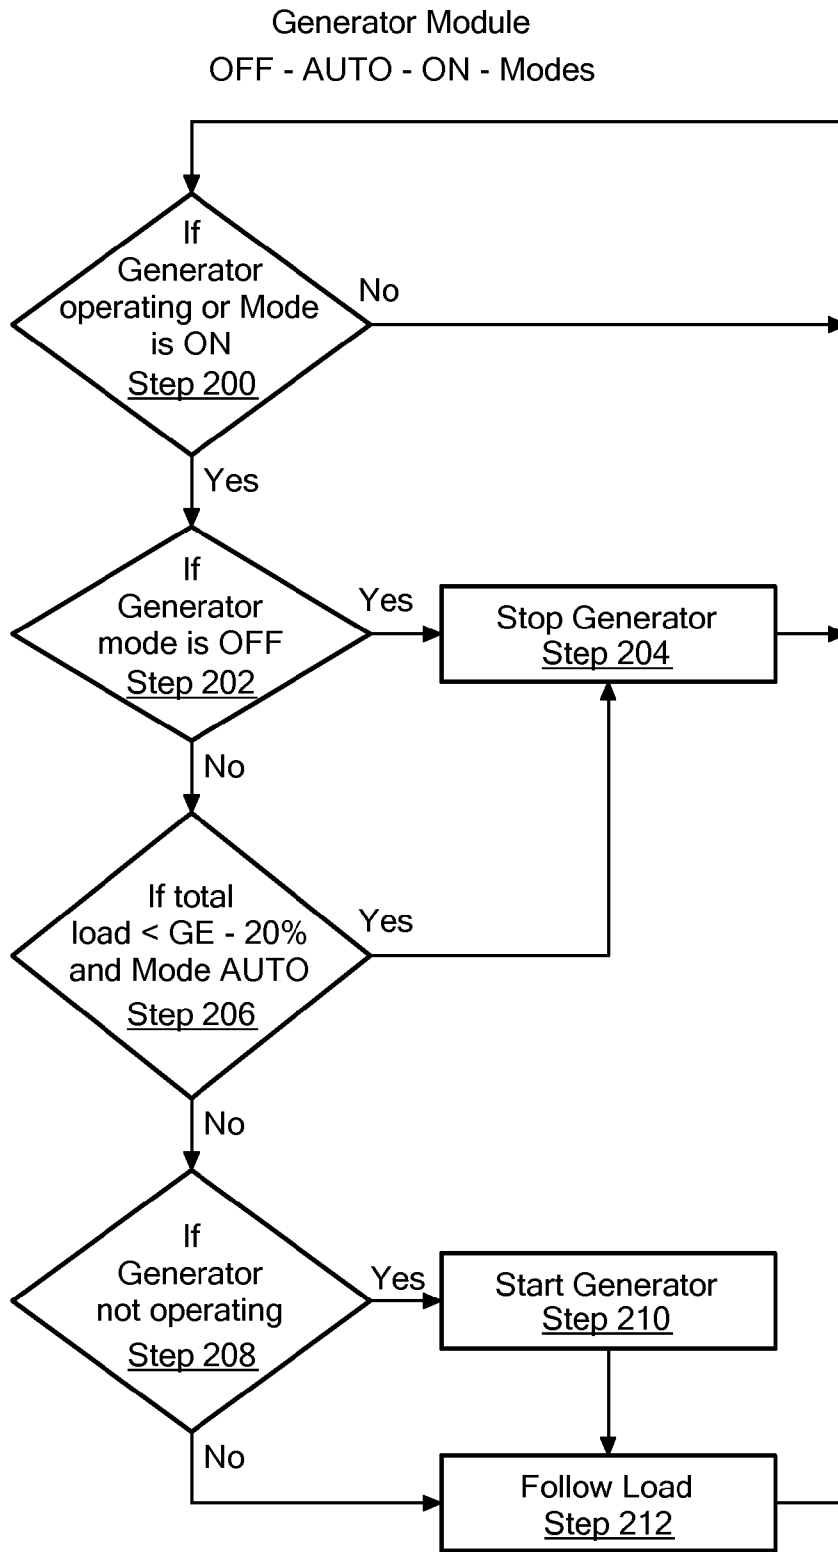 Generator Module
OFF - AUTO - ON - Modes
If
Generator
operating or Mode
is ON
Step 200
No
Yes
If
Generator
mode is OFF
Step 202
Yes
Stop Generator
Step 204
No
If total
load < GE - 20%
and Mode AUTO
Step 206
Yes
No
If
Generator
not operating
Step 208
Yes
Start Generator
Step 210
No
Follow Load
Step 212